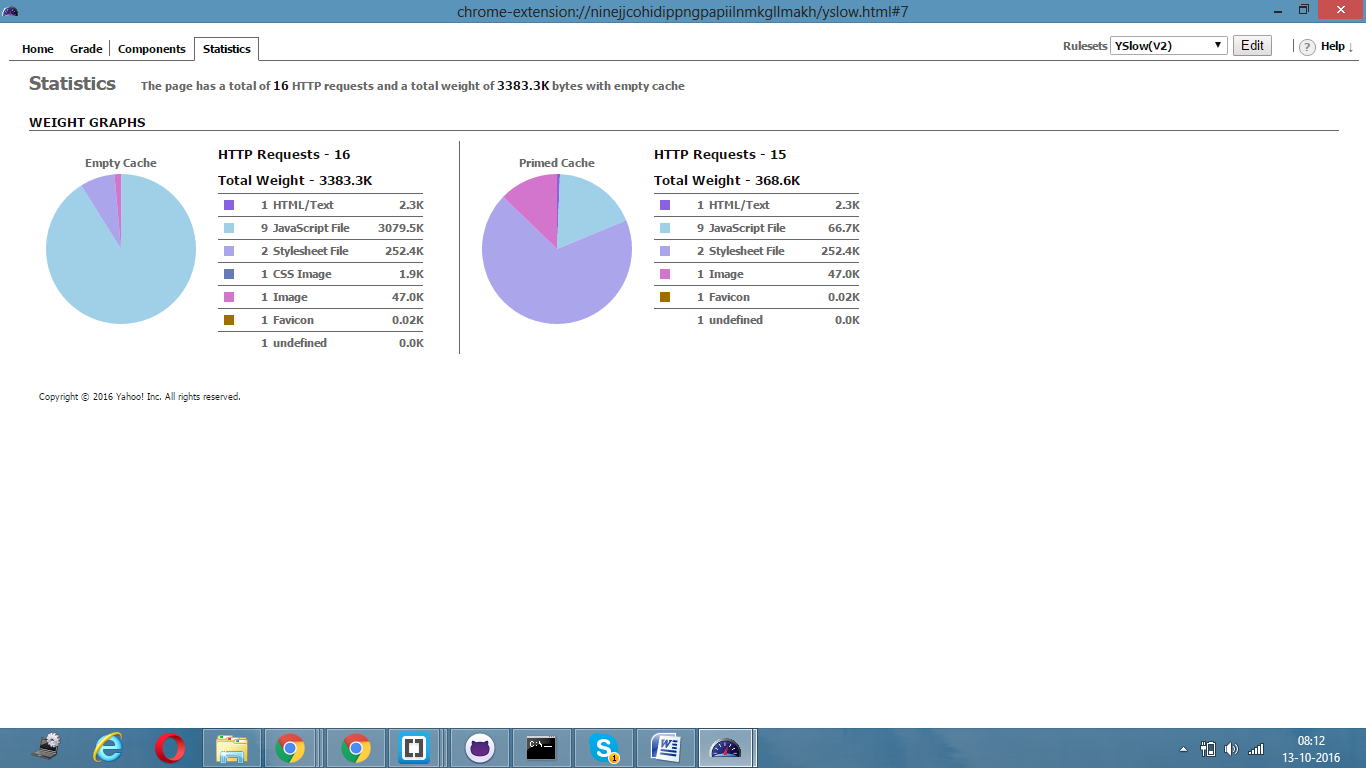 chrome-extension://ninejjcohidippngpapiilnmkgllmakh/yslow.html#7
Home Grade Components Statistics Rulesets YSlow(V2) Edit ? Help ↓
Statistics The page has a total of 16 HTTP requests and a total weight of 3383.3K bytes with empty cache
WEIGHT GRAPHS
Empty Cache
HTTP Requests - 16
Total Weight - 3383.3K
1 HTML/Text 2.3K
9 JavaScript File 3079.5K
2 Stylesheet File 252.4K
1 CSS Image 1.9K
1 Image 47.0K
1 Favicon 0.02K
1 undefined 0.0K
Primed Cache
HTTP Requests - 15
Total Weight - 368.6K
1 HTML/Text 2.3K
9 JavaScript File 66.7K
2 Stylesheet File 252.4K
1 Image 47.0K
1 Favicon 0.02K
1 undefined 0.0K
Copyright © 2016 Yahoo! Inc. All rights reserved.
C:\
S 1
W
08:12
13-10-2016